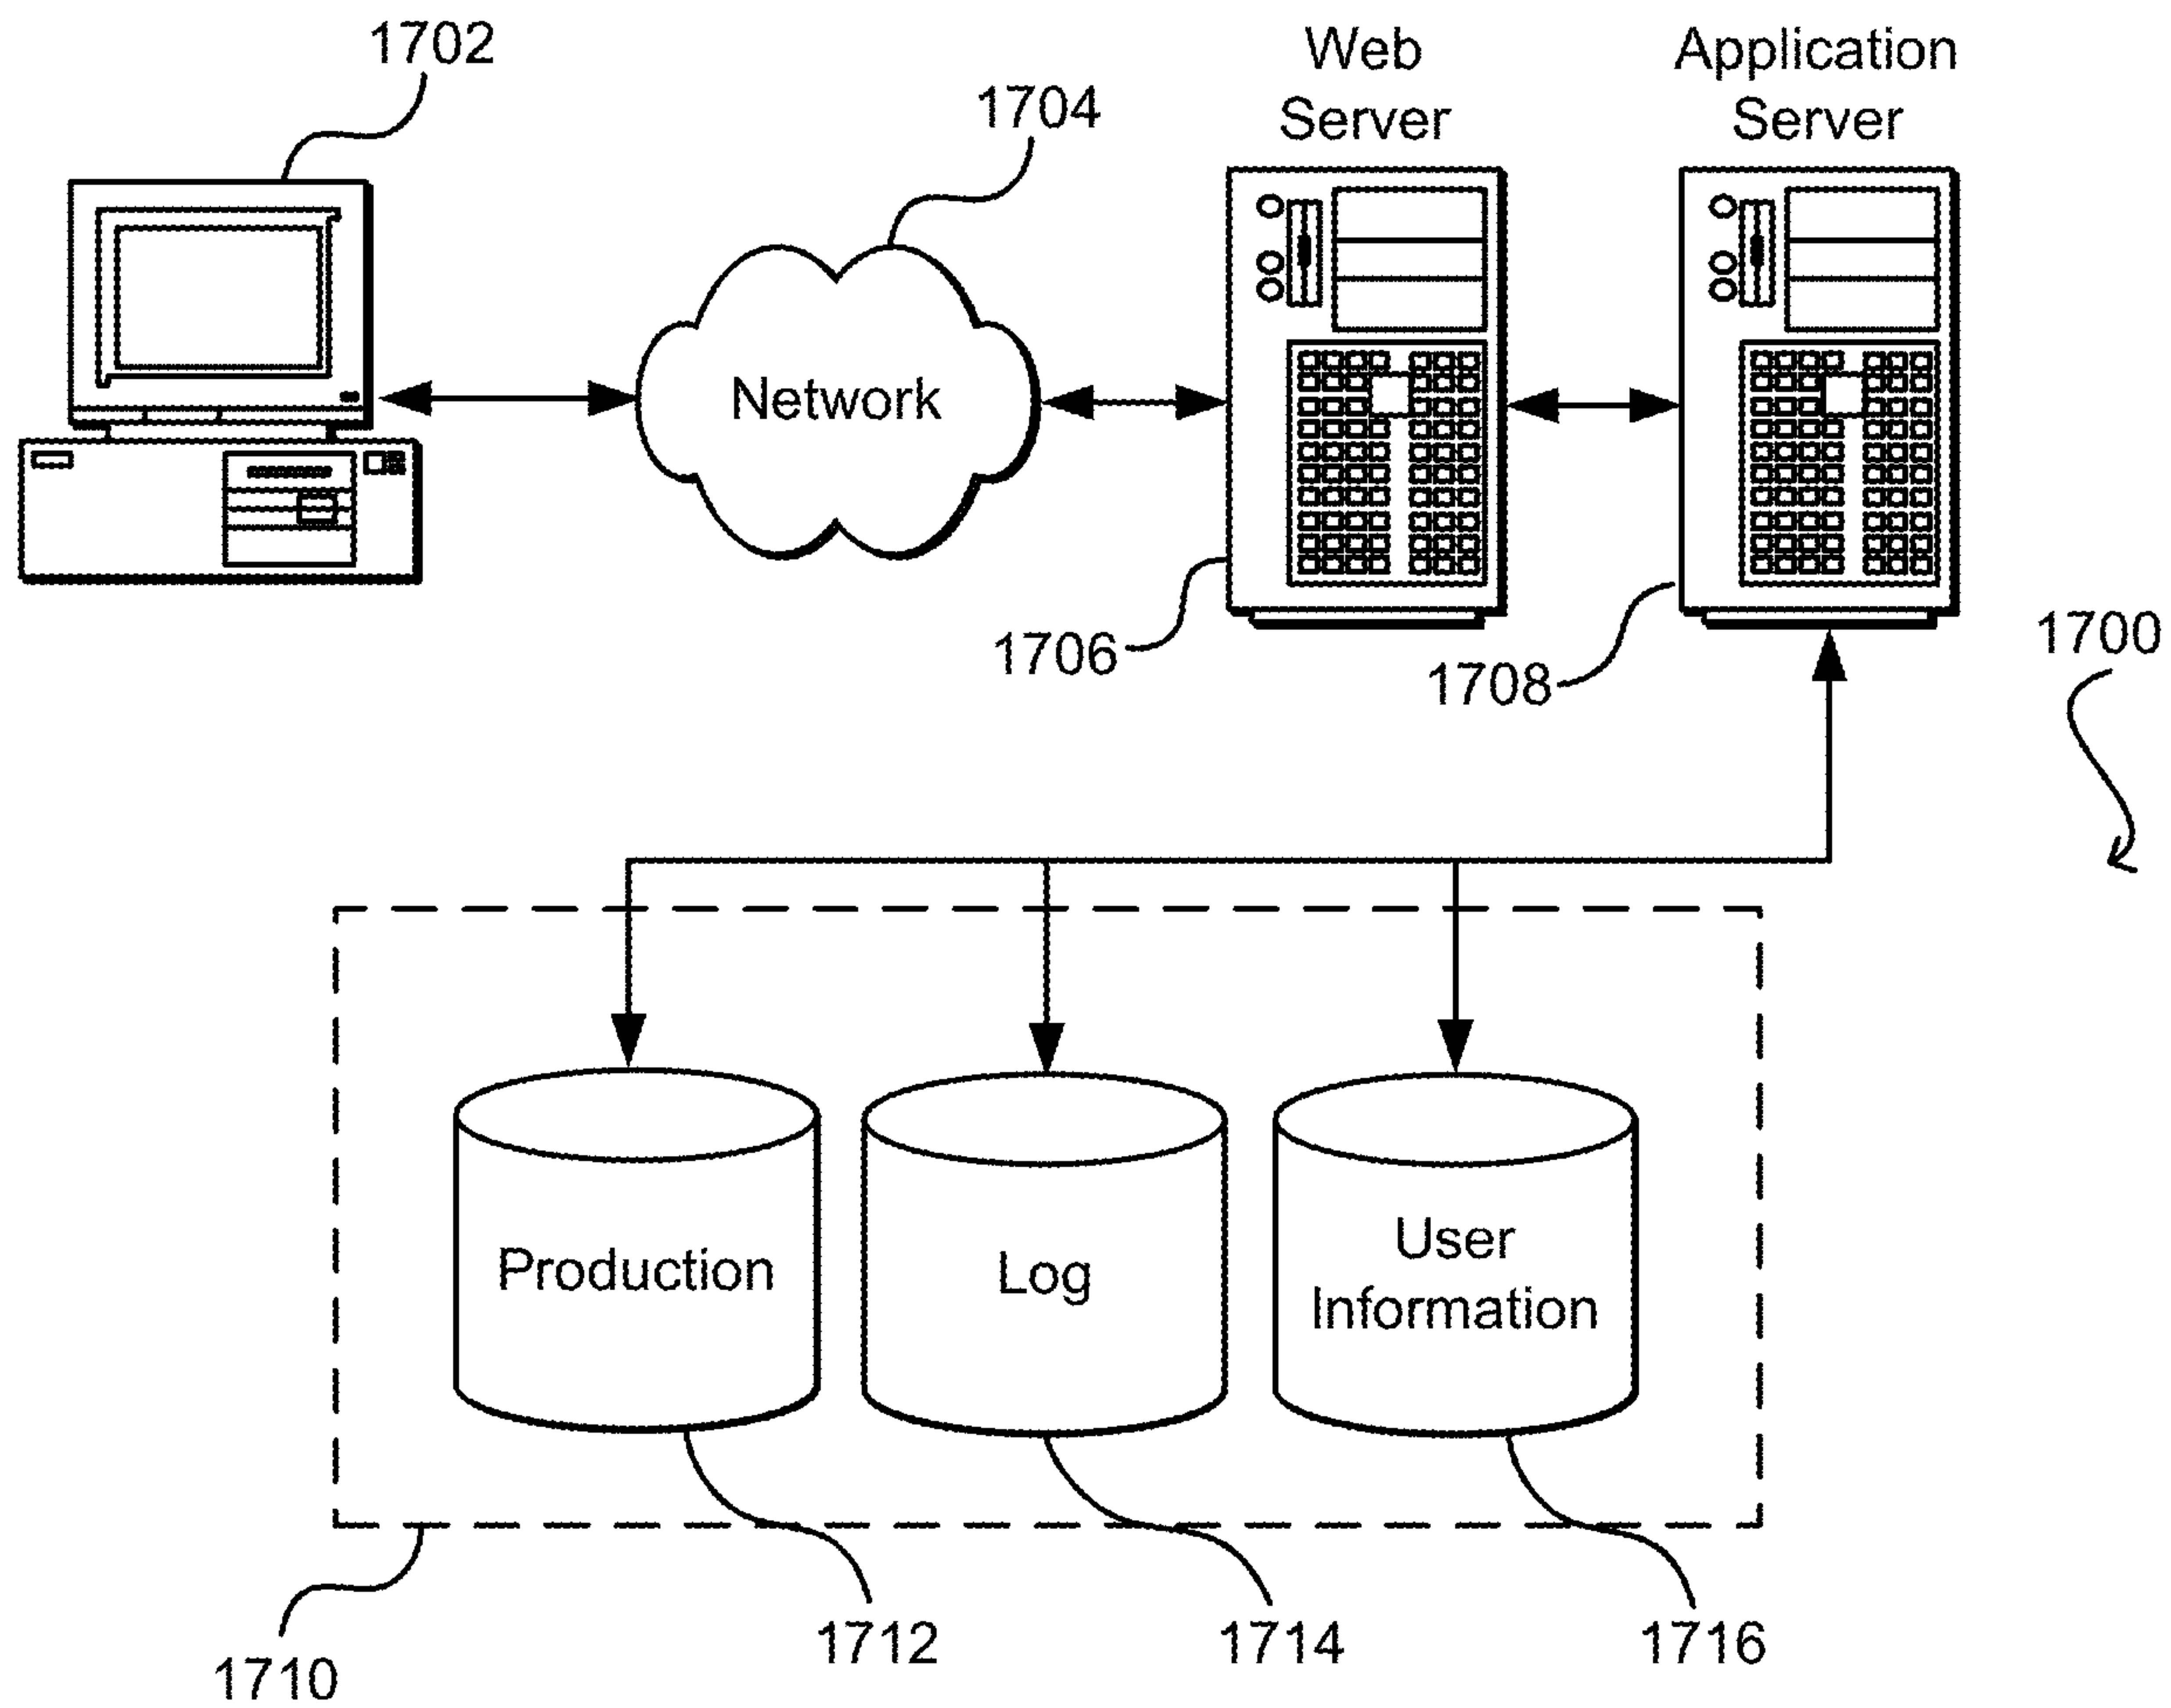 1702
1704
Web
Server
Application
Server
Network
1706
1708
1700
Production
Log
User
Information
1710
1712
1714
1716